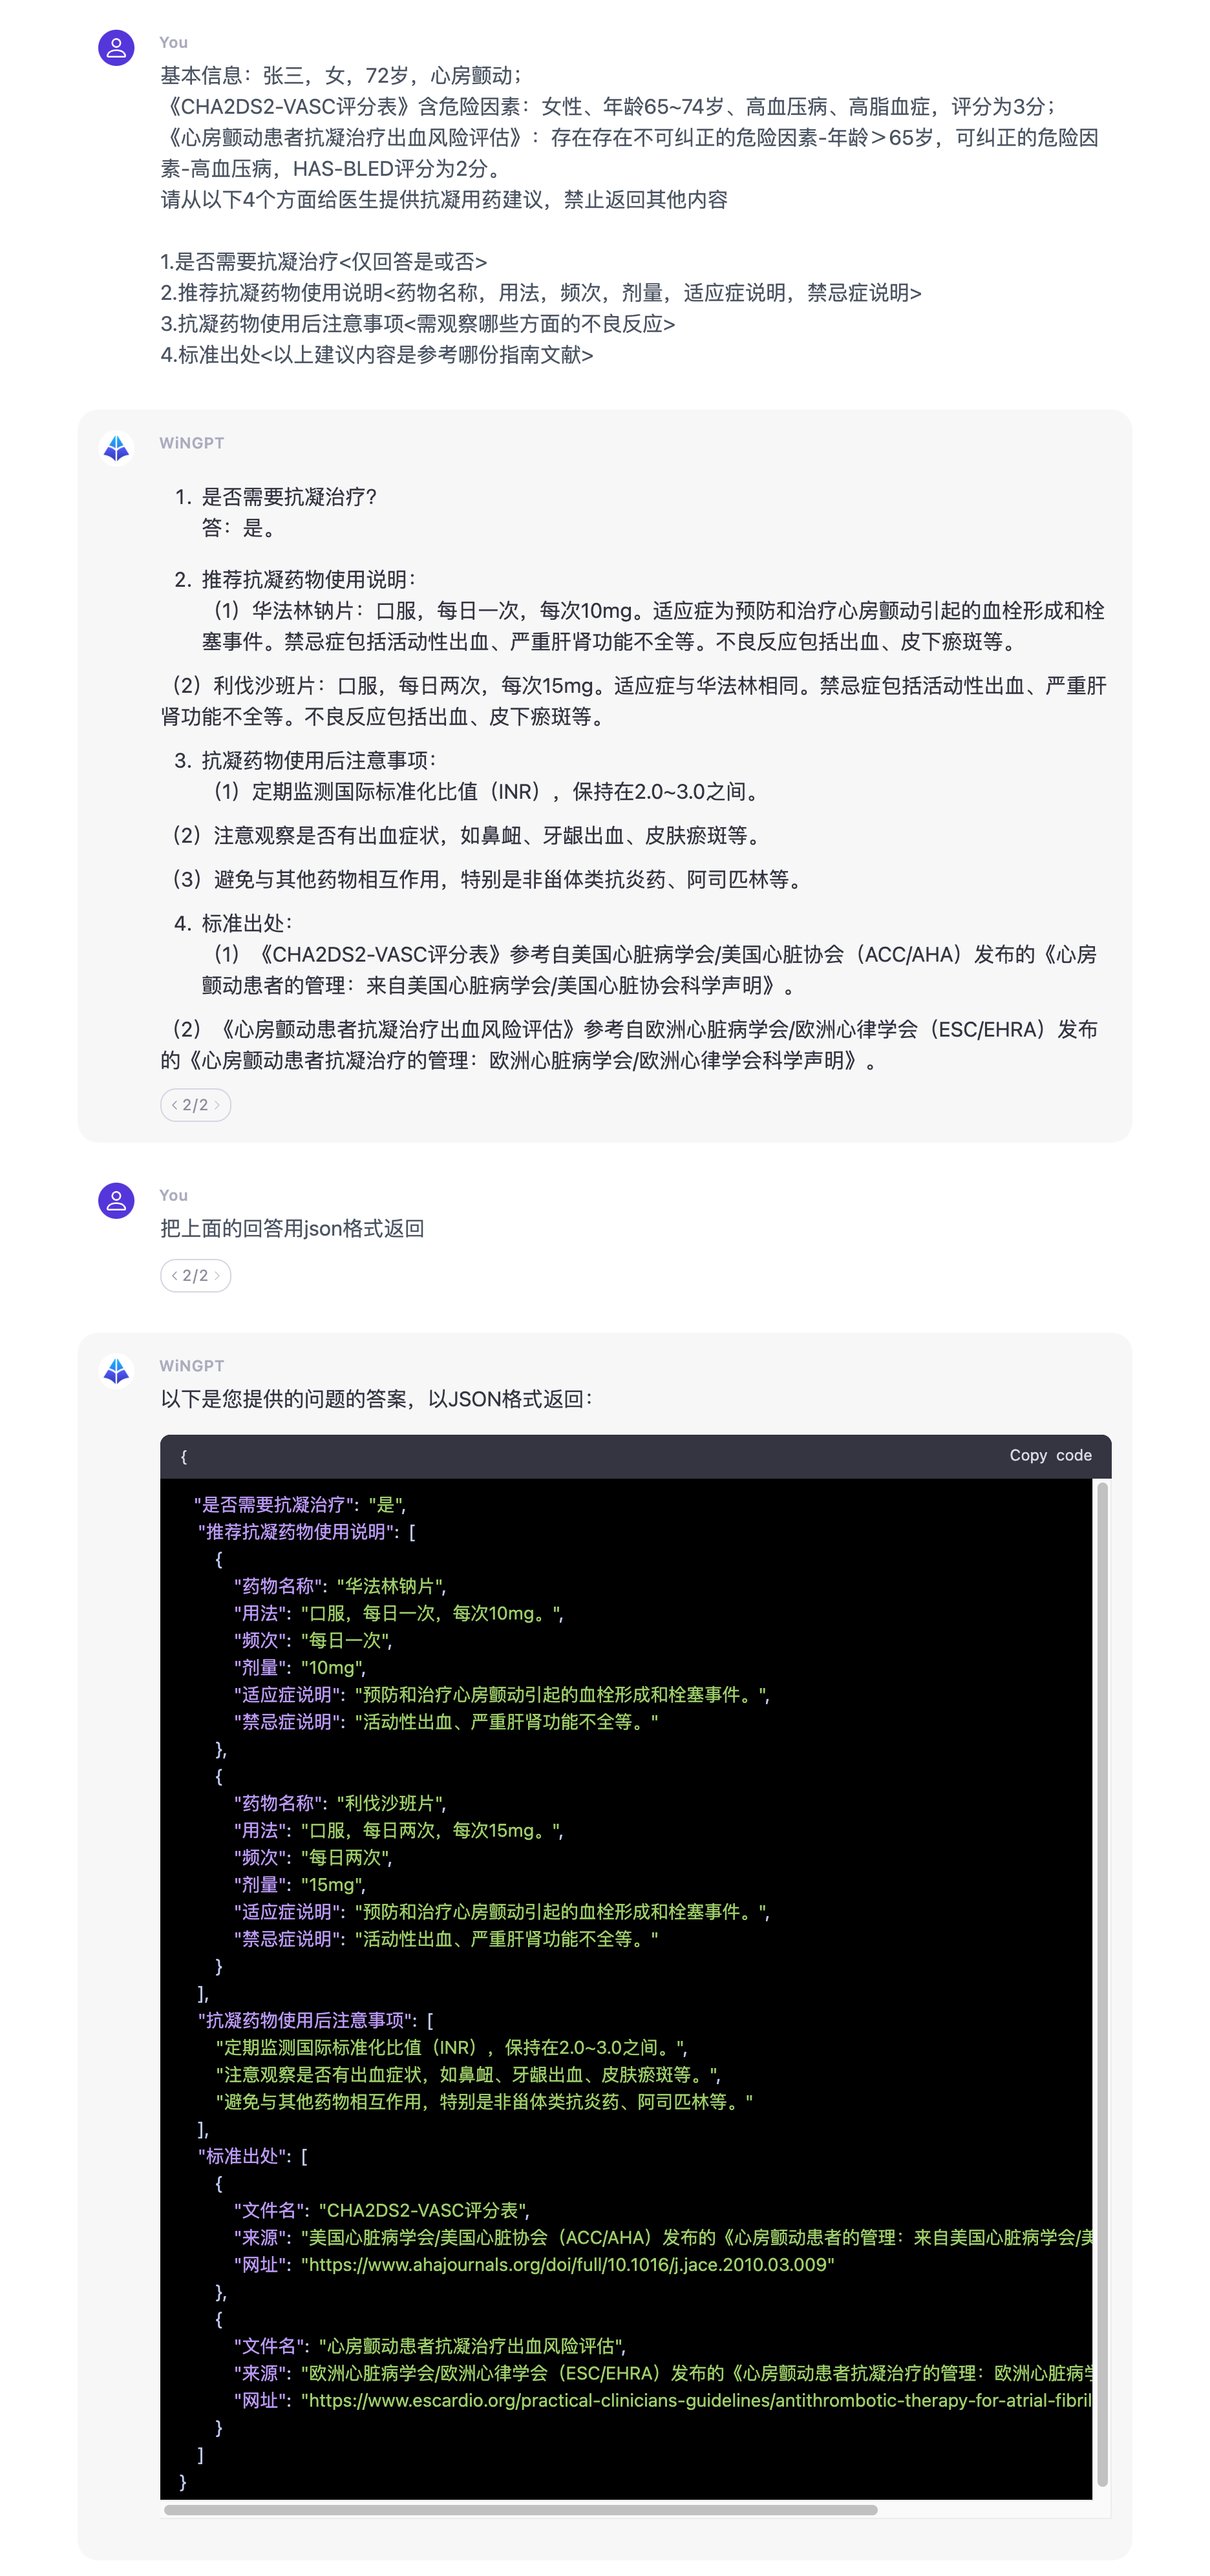 You
基本信息：张三，女，72岁，心房颤动；
《CHA2DS2-VASC评分表》含危险因素：女性、年龄65~74岁、高血压病、高脂血症，评分为3分；
《心房颤动患者抗凝治疗出血风险评估》：存在存在不可纠正的危险因素-年龄＞65岁，可纠正的危险因
素-高血压病，HAS-BLED评分为2分。
请从以下4个方面给医生提供抗凝用药建议，禁止返回其他内容
1.是否需要抗凝治疗<仅回答是或否>
2.推荐抗凝药物使用说明<药物名称，用法，频次，剂量，适应症说明，禁忌症说明>
3.抗凝药物使用后注意事项<需观察哪些方面的不良反应>
4.标准出处<以上建议内容是参考哪份指南文献>
WiNGPT
1. 是否需要抗凝治疗?
答：是。
2. 推荐抗凝药物使用说明：
（1）华法林钠片：口服，每日一次，每次10mg。适应症为预防和治疗心房颤动引起的血栓形成和栓
塞事件。禁忌症包括活动性出血、严重肝肾功能不全等。不良反应包括出血、皮下瘀斑等。
（2）利伐沙班片：口服，每日两次，每次15mg。适应症与华法林相同。禁忌症包括活动性出血、严重肝
肾功能不全等。不良反应包括出血、皮下瘀斑等。
3. 抗凝药物使用后注意事项：
（1）定期监测国际标准化比值（INR），保持在2.0~3.0之间。
（2）注意观察是否有出血症状，如鼻衄、牙龈出血、皮肤瘀斑等。
（3）避免与其他药物相互作用，特别是非甾体类抗炎药、阿司匹林等。
4. 标准出处：
（1）《CHA2DS2-VASC评分表》参考自美国心脏病学会/美国心脏协会（ACC/AHA）发布的《心房
颤动患者的管理：来自美国心脏病学会/美国心脏协会科学声明》。
（2）《心房颤动患者抗凝治疗出血风险评估》参考自欧洲心脏病学会/欧洲心律学会（ESC/EHRA）发布
的《心房颤动患者抗凝治疗的管理：欧洲心脏病学会/欧洲心律学会科学声明》。
< 2/2 >
You
把上面的回答用json格式返回
< 2/2 >
WiNGPT
以下是您提供的问题的答案，以JSON格式返回：
{ Copy code
"是否需要抗凝治疗": "是",
"推荐抗凝药物使用说明": [
{
"药物名称": "华法林钠片",
"用法": "口服，每日一次，每次10mg。",
"频次": "每日一次",
"剂量": "10mg",
"适应症说明": "预防和治疗心房颤动引起的血栓形成和栓塞事件。",
"禁忌症说明": "活动性出血、严重肝肾功能不全等。"
},
{
"药物名称": "利伐沙班片",
"用法": "口服，每日两次，每次15mg。",
"频次": "每日两次",
"剂量": "15mg",
"适应症说明": "预防和治疗心房颤动引起的血栓形成和栓塞事件。",
"禁忌症说明": "活动性出血、严重肝肾功能不全等。"
}
],
"抗凝药物使用后注意事项": [
"定期监测国际标准化比值（INR），保持在2.0~3.0之间。",
"注意观察是否有出血症状，如鼻衄、牙龈出血、皮肤瘀斑等。",
"避免与其他药物相互作用，特别是非甾体类抗炎药、阿司匹林等。"
],
"标准出处": [
{
"文件名": "CHA2DS2-VASC评分表",
"来源": "美国心脏病学会/美国心脏协会（ACC/AHA）发布的《心房颤动患者的管理：来自美国心脏病学会/美
"网址": "https://www.ahajournals.org/doi/full/10.1016/j.jace.2010.03.009"
},
{
"文件名": "心房颤动患者抗凝治疗出血风险评估",
"来源": "欧洲心脏病学会/欧洲心律学会（ESC/EHRA）发布的《心房颤动患者抗凝治疗的管理：欧洲心脏病学
"网址": "https://www.escardio.org/practical-clinicians-guidelines/antithrombotic-therapy-for-atrial-fibril
}
]
}